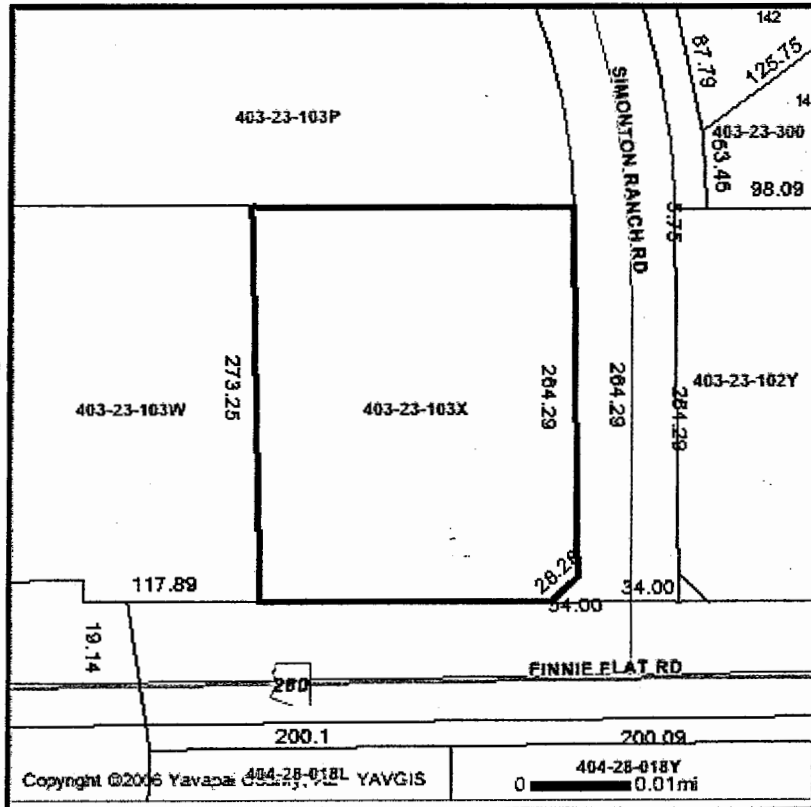 142
87.79
125.75
14
403-23-103P
SIMONTON RANCH RD
403-23-300
53.46
98.09
5.75
273.25
264.29
264.29
264.29
403-23-102Y
403-23-103W
403-23-103X
28.28
117.89
34.00
34.00
19.14
FINNIE FLAT RD
260
200.1
200.09
404-28-018L
404-28-018Y
Copyright ©2006 Yavapai County, YAVGIS
0 0.01mi